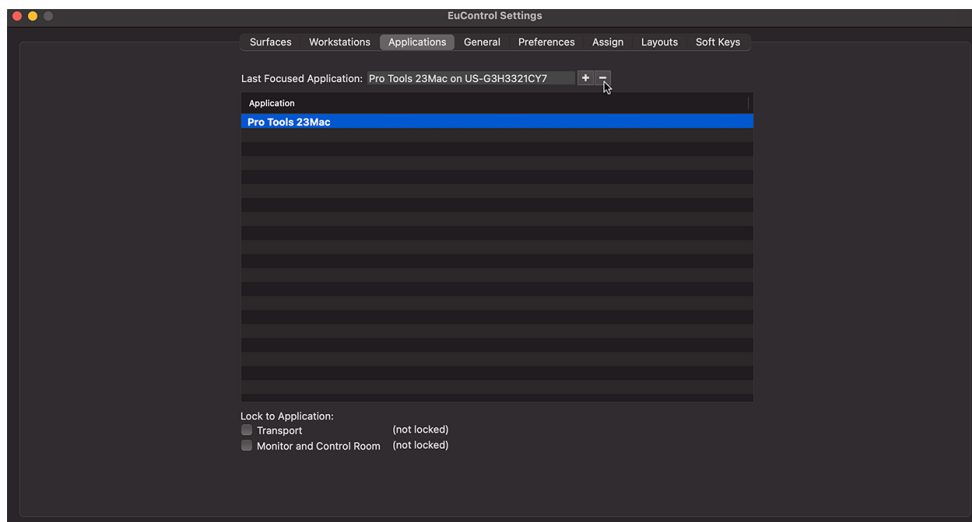 EuControl Settings
Surfaces Workstations Applications General Preferences Assign Layouts Soft Keys
Last Focused Application: Pro Tools 23Mac on US-G3H3321CY7 + −
Application
Pro Tools 23Mac
Lock to Application:
Transport (not locked)
Monitor and Control Room (not locked)